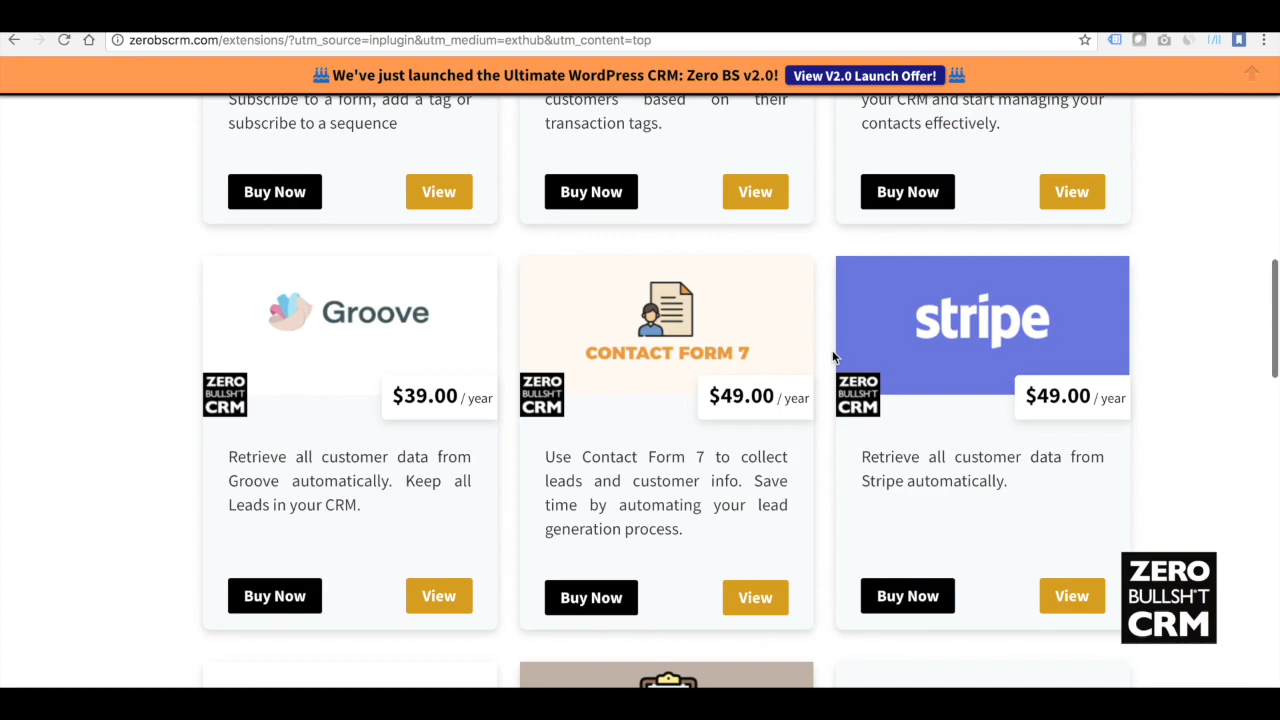 zerobscrm.com/extensions/?utm_source=inplugin&utm_medium=exthub&utm_content=top
We've just launched the Ultimate WordPress CRM: Zero BS v2.0! View V2.0 Launch Offer!
Subscribe to a form, add a tag or
subscribe to a sequence
Buy Now View
customers based on their
transaction tags.
Buy Now View
your CRM and start managing your
contacts effectively.
Buy Now View
Groove
ZERO
BULLSH*T
CRM
$39.00 / year
Retrieve all customer data from
Groove automatically. Keep all
Leads in your CRM.
Buy Now View
CONTACT FORM 7
ZERO
BULLSH*T
CRM
$49.00 / year
Use Contact Form 7 to collect
leads and customer info. Save
time by automating your lead
generation process.
Buy Now View
stripe
ZERO
BULLSH*T
CRM
$49.00 / year
Retrieve all customer data from
Stripe automatically.
Buy Now View
ZERO
BULLSH*T
CRM